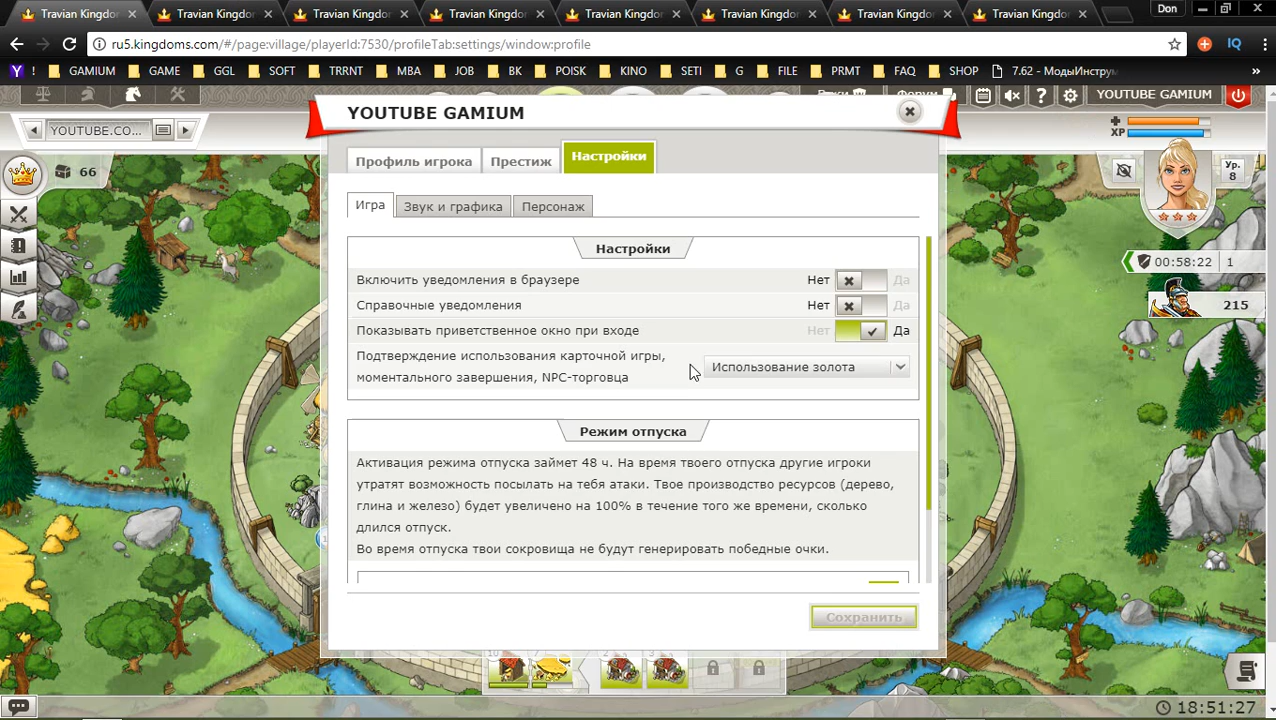 Travian Kingdo
Travian Kingdo
Travian Kingdo
Travian Kingdo
Travian Kingdo
Travian Kingdo
Travian Kingdo
Travian Kingdo
Don
ru5.kingdoms.com/#/page:village/playerId:7530/profileTab:settings/window:profile
IQ
Y ! GAMIUM GAME GGL SOFT TRRNT MBA JOB BK POISK KINO SETI G FILE PRMT FAQ SHOP 7.62 - МодыИнструм »
YOUTUBE GAMIUM
YOUTUBE GAMIUM
XP
YOUTUBE.CO...
Профиль игрока Престиж Настройки
66
Ур.
8
Игра Звук и графика Персонаж
Настройки
00:58:22 1
Включить уведомления в браузере Нет Да
Справочные уведомления Нет Да
215
Показывать приветственное окно при входе Нет Да
Подтверждение использования карточной игры,
моментального завершения, NPC-торговца
Использование золота
Режим отпуска
Активация режима отпуска займет 48 ч. На время твоего отпуска другие игроки
утратят возможность посылать на тебя атаки. Твое производство ресурсов (дерево,
глина и железо) будет увеличено на 100% в течение того же времени, сколько
длился отпуск.
Во время отпуска твои сокровища не будут генерировать победные очки.
Сохранить
10 7 2 3
18:51:27